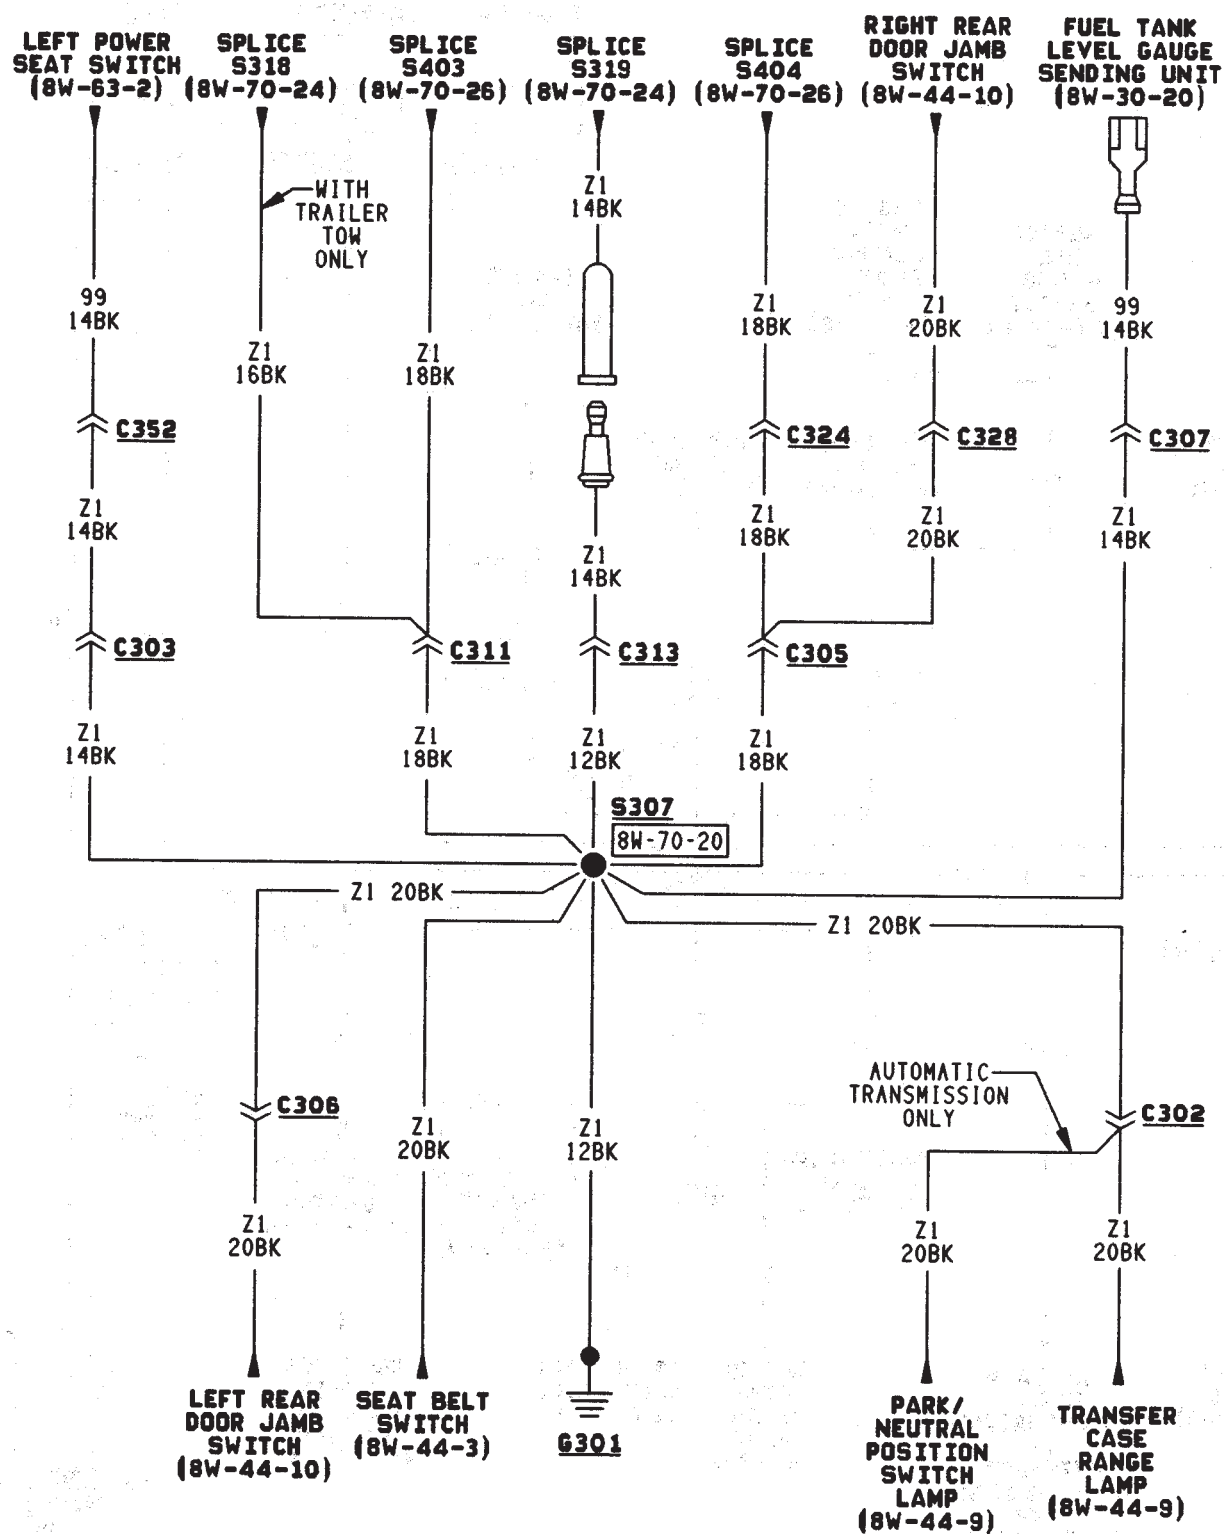 LEFT POWER
SEAT SWITCH
(8W-63-2)
SPLICE
S318
(8W-70-24)
SPLICE
S403
(8W-70-26)
SPLICE
S319
(8W-70-24)
SPLICE
S404
(8W-70-26)
RIGHT REAR
DOOR JAMB
SWITCH
(8W-44-10)
FUEL TANK
LEVEL GAUGE
SENDING UNIT
(8W-30-20)
WITH
TRAILER
TOW
ONLY
Z1
14BK
99
14BK
Z1
16BK
Z1
18BK
Z1
18BK
Z1
20BK
99
14BK
C352
C324
C328
C307
Z1
14BK
Z1
14BK
Z1
18BK
Z1
20BK
Z1
14BK
C303
C311
C313
C305
Z1
14BK
Z1
18BK
Z1
12BK
Z1
18BK
S307
8W-70-20
Z1 20BK
Z1 20BK
AUTOMATIC
TRANSMISSION
ONLY
C306
C302
Z1
20BK
Z1
12BK
Z1
20BK
Z1
20BK
Z1
20BK
LEFT REAR
DOOR JAMB
SWITCH
(8W-44-10)
SEAT BELT
SWITCH
(8W-44-3)
G301
PARK/
NEUTRAL
POSITION
SWITCH
LAMP
(8W-44-9)
TRANSFER
CASE
RANGE
LAMP
(8W-44-9)